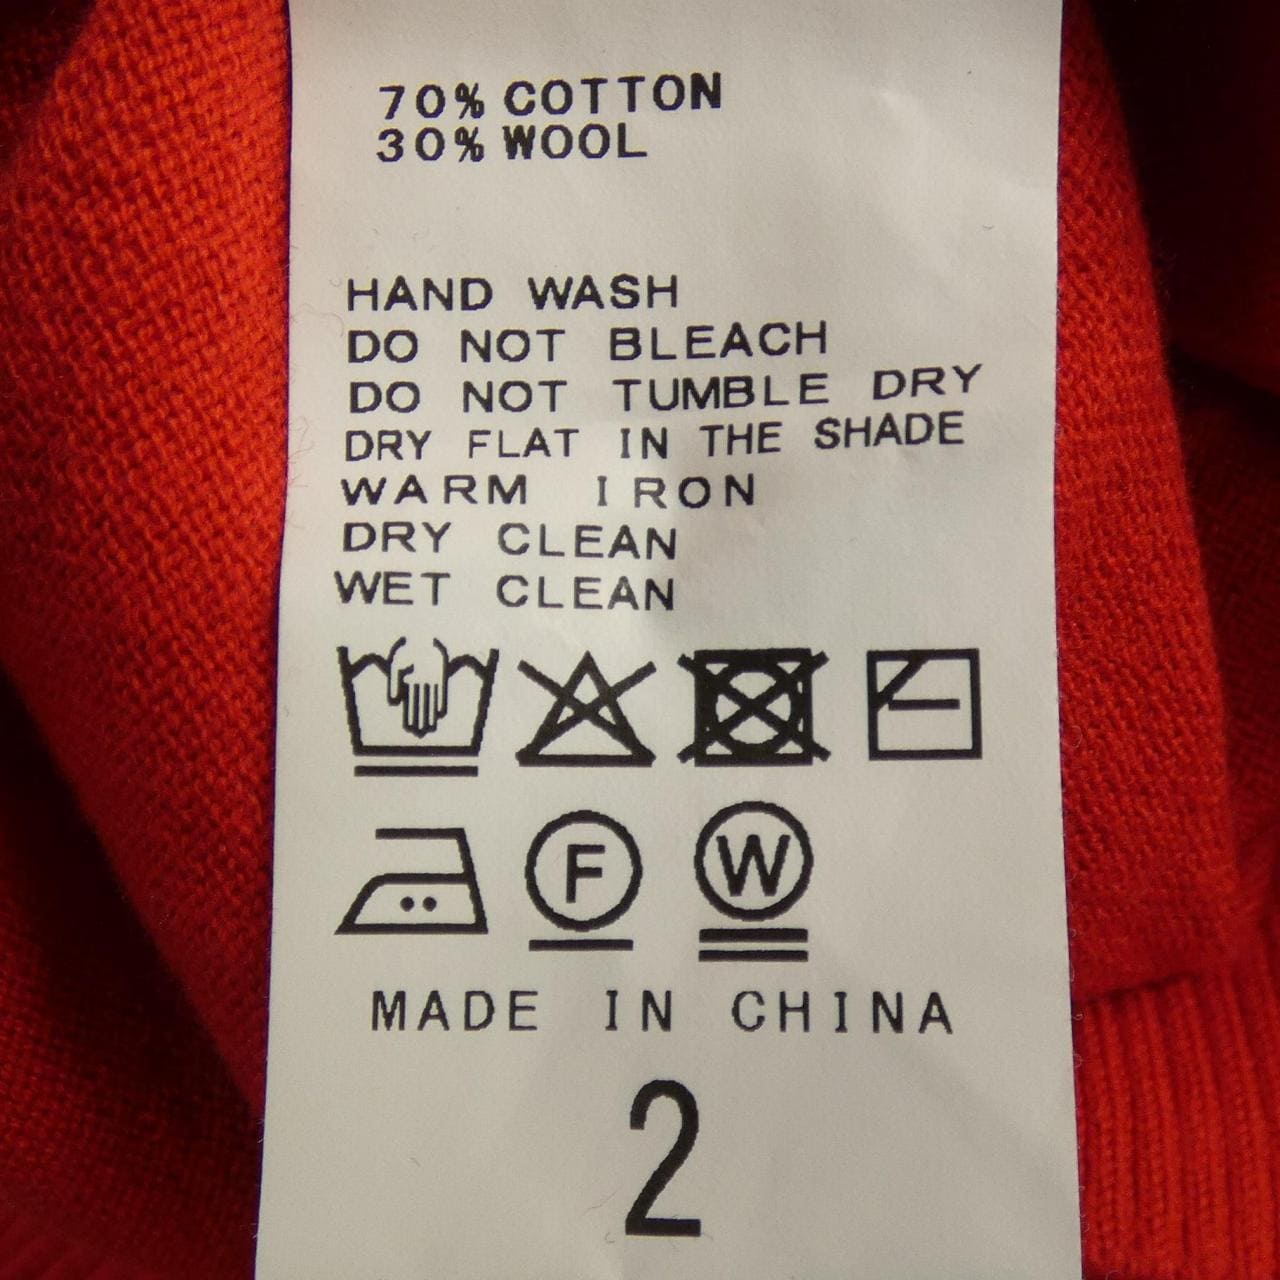 70% COTTON
30% WOOL
HAND WASH
DO NOT BLEACH
DO NOT TUMBLE DRY
DRY FLAT IN THE SHADE
WARM IRON
DRY CLEAN
WET CLEAN
F W
MADE IN CHINA
2